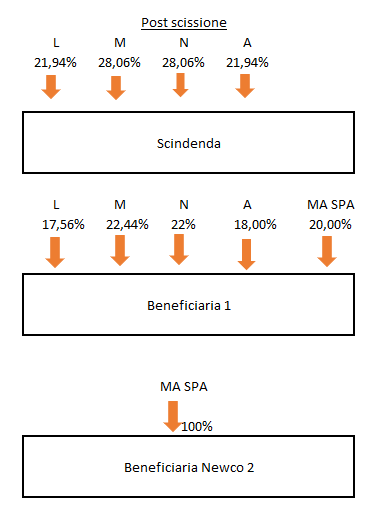 Post scissione
L M N A
21,94% 28,06% 28,06% 21,94%
Scindenda
L M N A MA SPA
17,56% 22,44% 22% 18,00% 20,00%
Beneficiaria 1
MA SPA
100%
Beneficiaria Newco 2